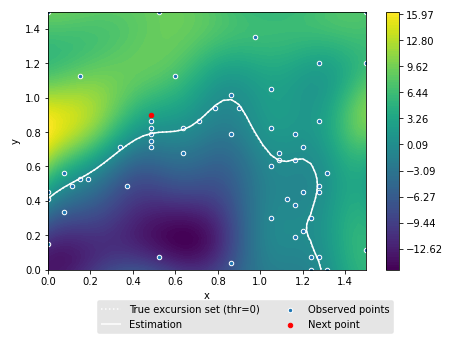 1.4
1.2
1.0
0.8
0.6
0.4
0.2
0.0
y
0.0 0.2 0.4 0.6 0.8 1.0 1.2 1.4
x
15.97
12.80
9.62
6.44
3.26
0.09
−3.09
−6.27
−9.44
−12.62
True excursion set (thr=0)
Estimation
Observed points
Next point